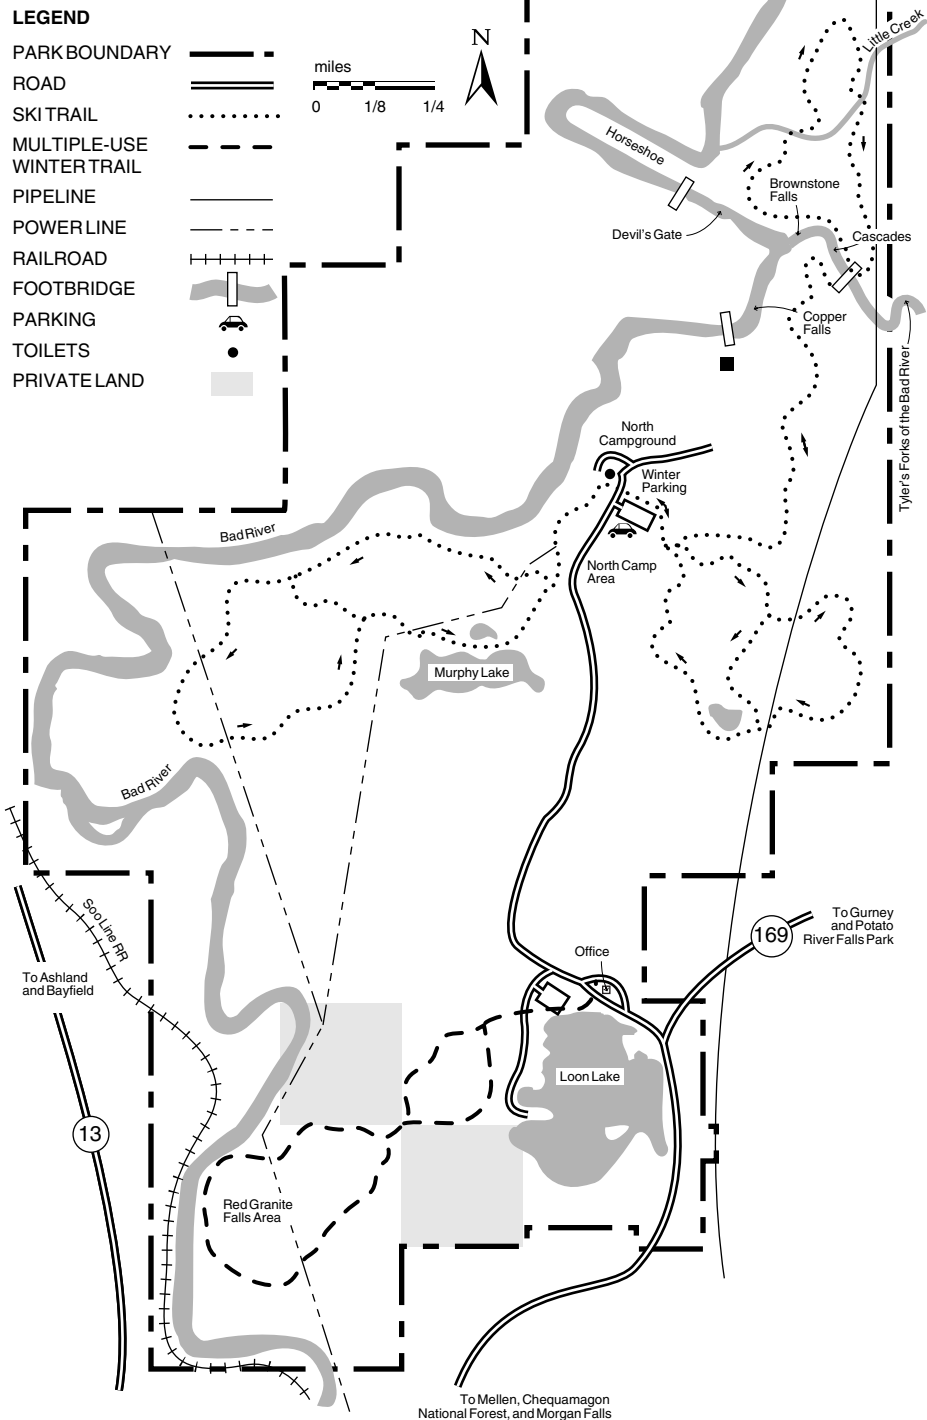 LEGEND
PARK BOUNDARY
ROAD
SKI TRAIL
MULTIPLE-USE
WINTER TRAIL
PIPELINE
POWER LINE
RAILROAD
FOOTBRIDGE
PARKING
TOILETS
PRIVATE LAND
miles
0 1/8 1/4
N
Little Creek
Horseshoe
Brownstone
Falls
Devil's Gate
Cascades
Copper
Falls
Tyler's Forks of the Bad River
North
Campground
Winter
Parking
Bad River
North Camp
Area
Murphy Lake
Bad River
Soo Line RR
To Gurney
and Potato
River Falls Park
169
Office
To Ashland
and Bayfield
Loon Lake
13
Red Granite
Falls Area
To Mellen, Chequamagon
National Forest, and Morgan Falls